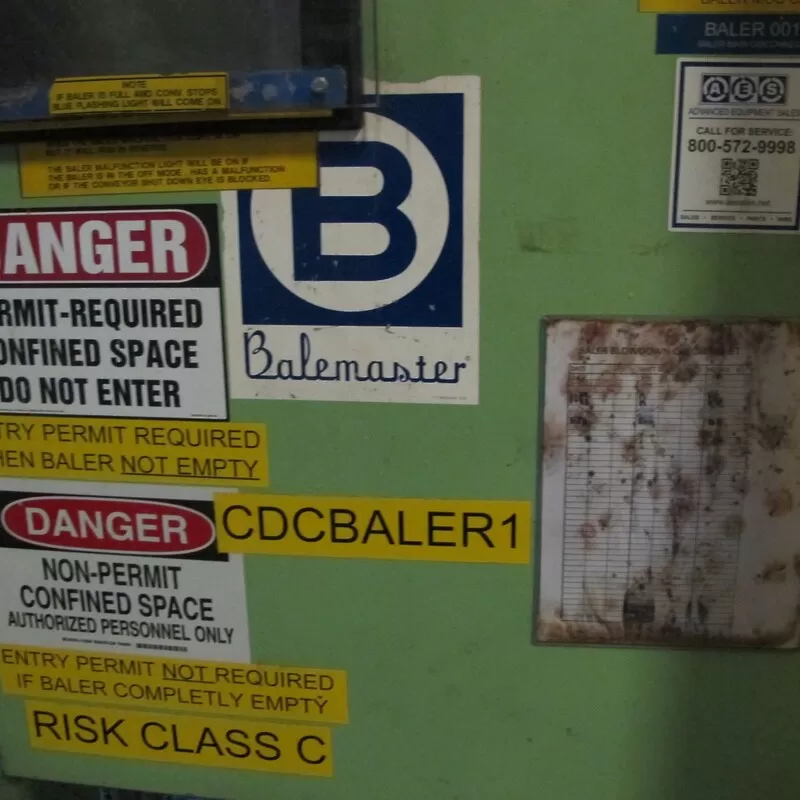 NOTE
IF BALER IS FULL AND CONV. STOPS
BLUE FLASHING LIGHT WILL COME ON
THE BALER MALFUNCTION LIGHT WILL BE ON IF
THE BALER IS IN THE OFF MODE. HAS A MALFUNCTION
OR IF THE CONVEYOR SHUT DOWN EYE IS BLOCKED.
B
Balemaster
BALER 001
AES
ADVANCED EQUIPMENT SALES
CALL FOR SERVICE:
800-572-9998
SALES • SERVICE • PARTS • WIRE
ANGER
RMIT-REQUIRED
ONFINED SPACE
DO NOT ENTER
TRY PERMIT REQUIRED
HEN BALER NOT EMPTY
DANGER
NON-PERMIT
CONFINED SPACE
AUTHORIZED PERSONNEL ONLY
CDCBALER1
ENTRY PERMIT NOT REQUIRED
IF BALER COMPLETLY EMPTY
RISK CLASS C